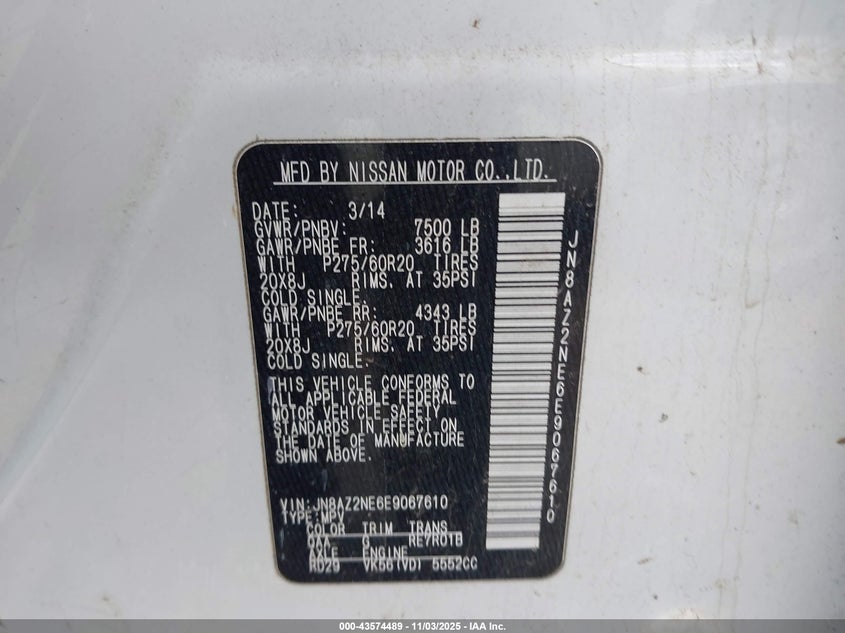 MFD BY NISSAN MOTOR CO.,LTD.
DATE: 3/14
GVWR/PNBV: 7500 LB
GAWR/PNBE FR: 3616 LB
WITH P275/60R20 TIRES
20X8J RIMS. AT 35PSI
COLD SINGLE.
GAWR/PNBE RR: 4343 LB
WITH P275/60R20 TIRES
20X8J RIMS. AT 35PSI
COLD SINGLE.
THIS VEHICLE CONFORMS TO
ALL APPLICABLE FEDERAL
MOTOR VEHICLE SAFETY
STANDARDS IN EFFECT ON
THE DATE OF MANUFACTURE
SHOWN ABOVE.
VIN:JN8AZ2NE6E9067610
TYPE:MPV
COLOR TRIM TRANS
QAA G RE7R01B
AXLE ENGINE
RD29 VK56(VD) 5552CC
JN8AZ2NE6E9067610
000-43574489 - 11/03/2025 - IAA Inc.